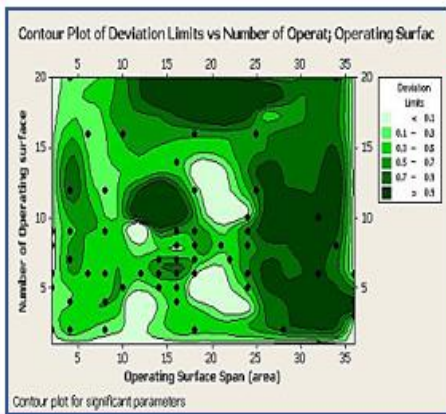 Contour Plot of Deviation Limits vs Number of Operat; Operating Surfac
5 10 15 20 25 30 35
20 20
15 15
10 10
5 5
5 10 15 20 25 30 35
Number of Operating surface
Operating Surface Span (area)
Deviation
Limits
< 0.1
0.1 - 0.3
0.3 - 0.5
0.5 - 0.7
0.7 - 0.9
> 0.9
Contour plot for significant parameters